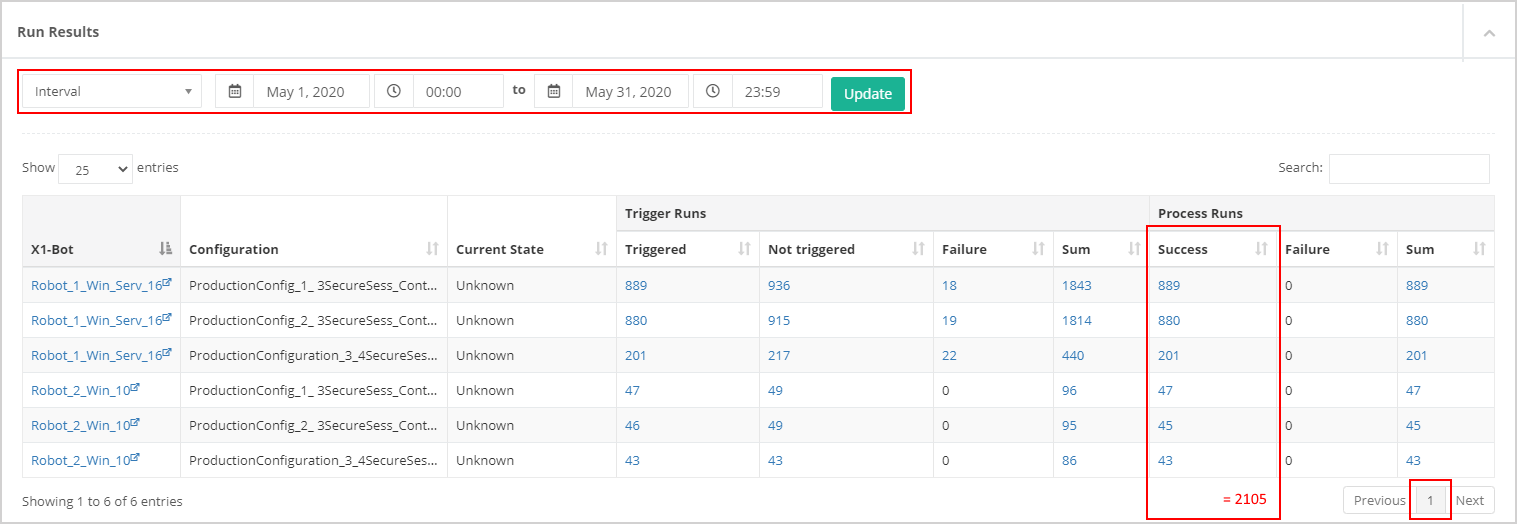 Run Results
Interval May 1, 2020 00:00 to May 31, 2020 23:59 Update
Show 25 entries Search:
Trigger Runs Process Runs
X1-Bot Configuration Current State Triggered Not triggered Failure Sum Success Failure Sum
Robot_1_Win_Serv_16 ProductionConfig_1_ 3SecureSess_Cont... Unknown 889 936 18 1843 889 0 889
Robot_1_Win_Serv_16 ProductionConfig_2_ 3SecureSess_Cont... Unknown 880 915 19 1814 880 0 880
Robot_1_Win_Serv_16 ProductionConfiguration_3_4SecureSes... Unknown 201 217 22 440 201 0 201
Robot_2_Win_10 ProductionConfig_1_ 3SecureSess_Cont... Unknown 47 49 0 96 47 0 47
Robot_2_Win_10 ProductionConfig_2_ 3SecureSess_Cont... Unknown 46 49 0 95 45 0 45
Robot_2_Win_10 ProductionConfiguration_3_4SecureSes... Unknown 43 43 0 86 43 0 43
Showing 1 to 6 of 6 entries = 2105 Previous 1 Next